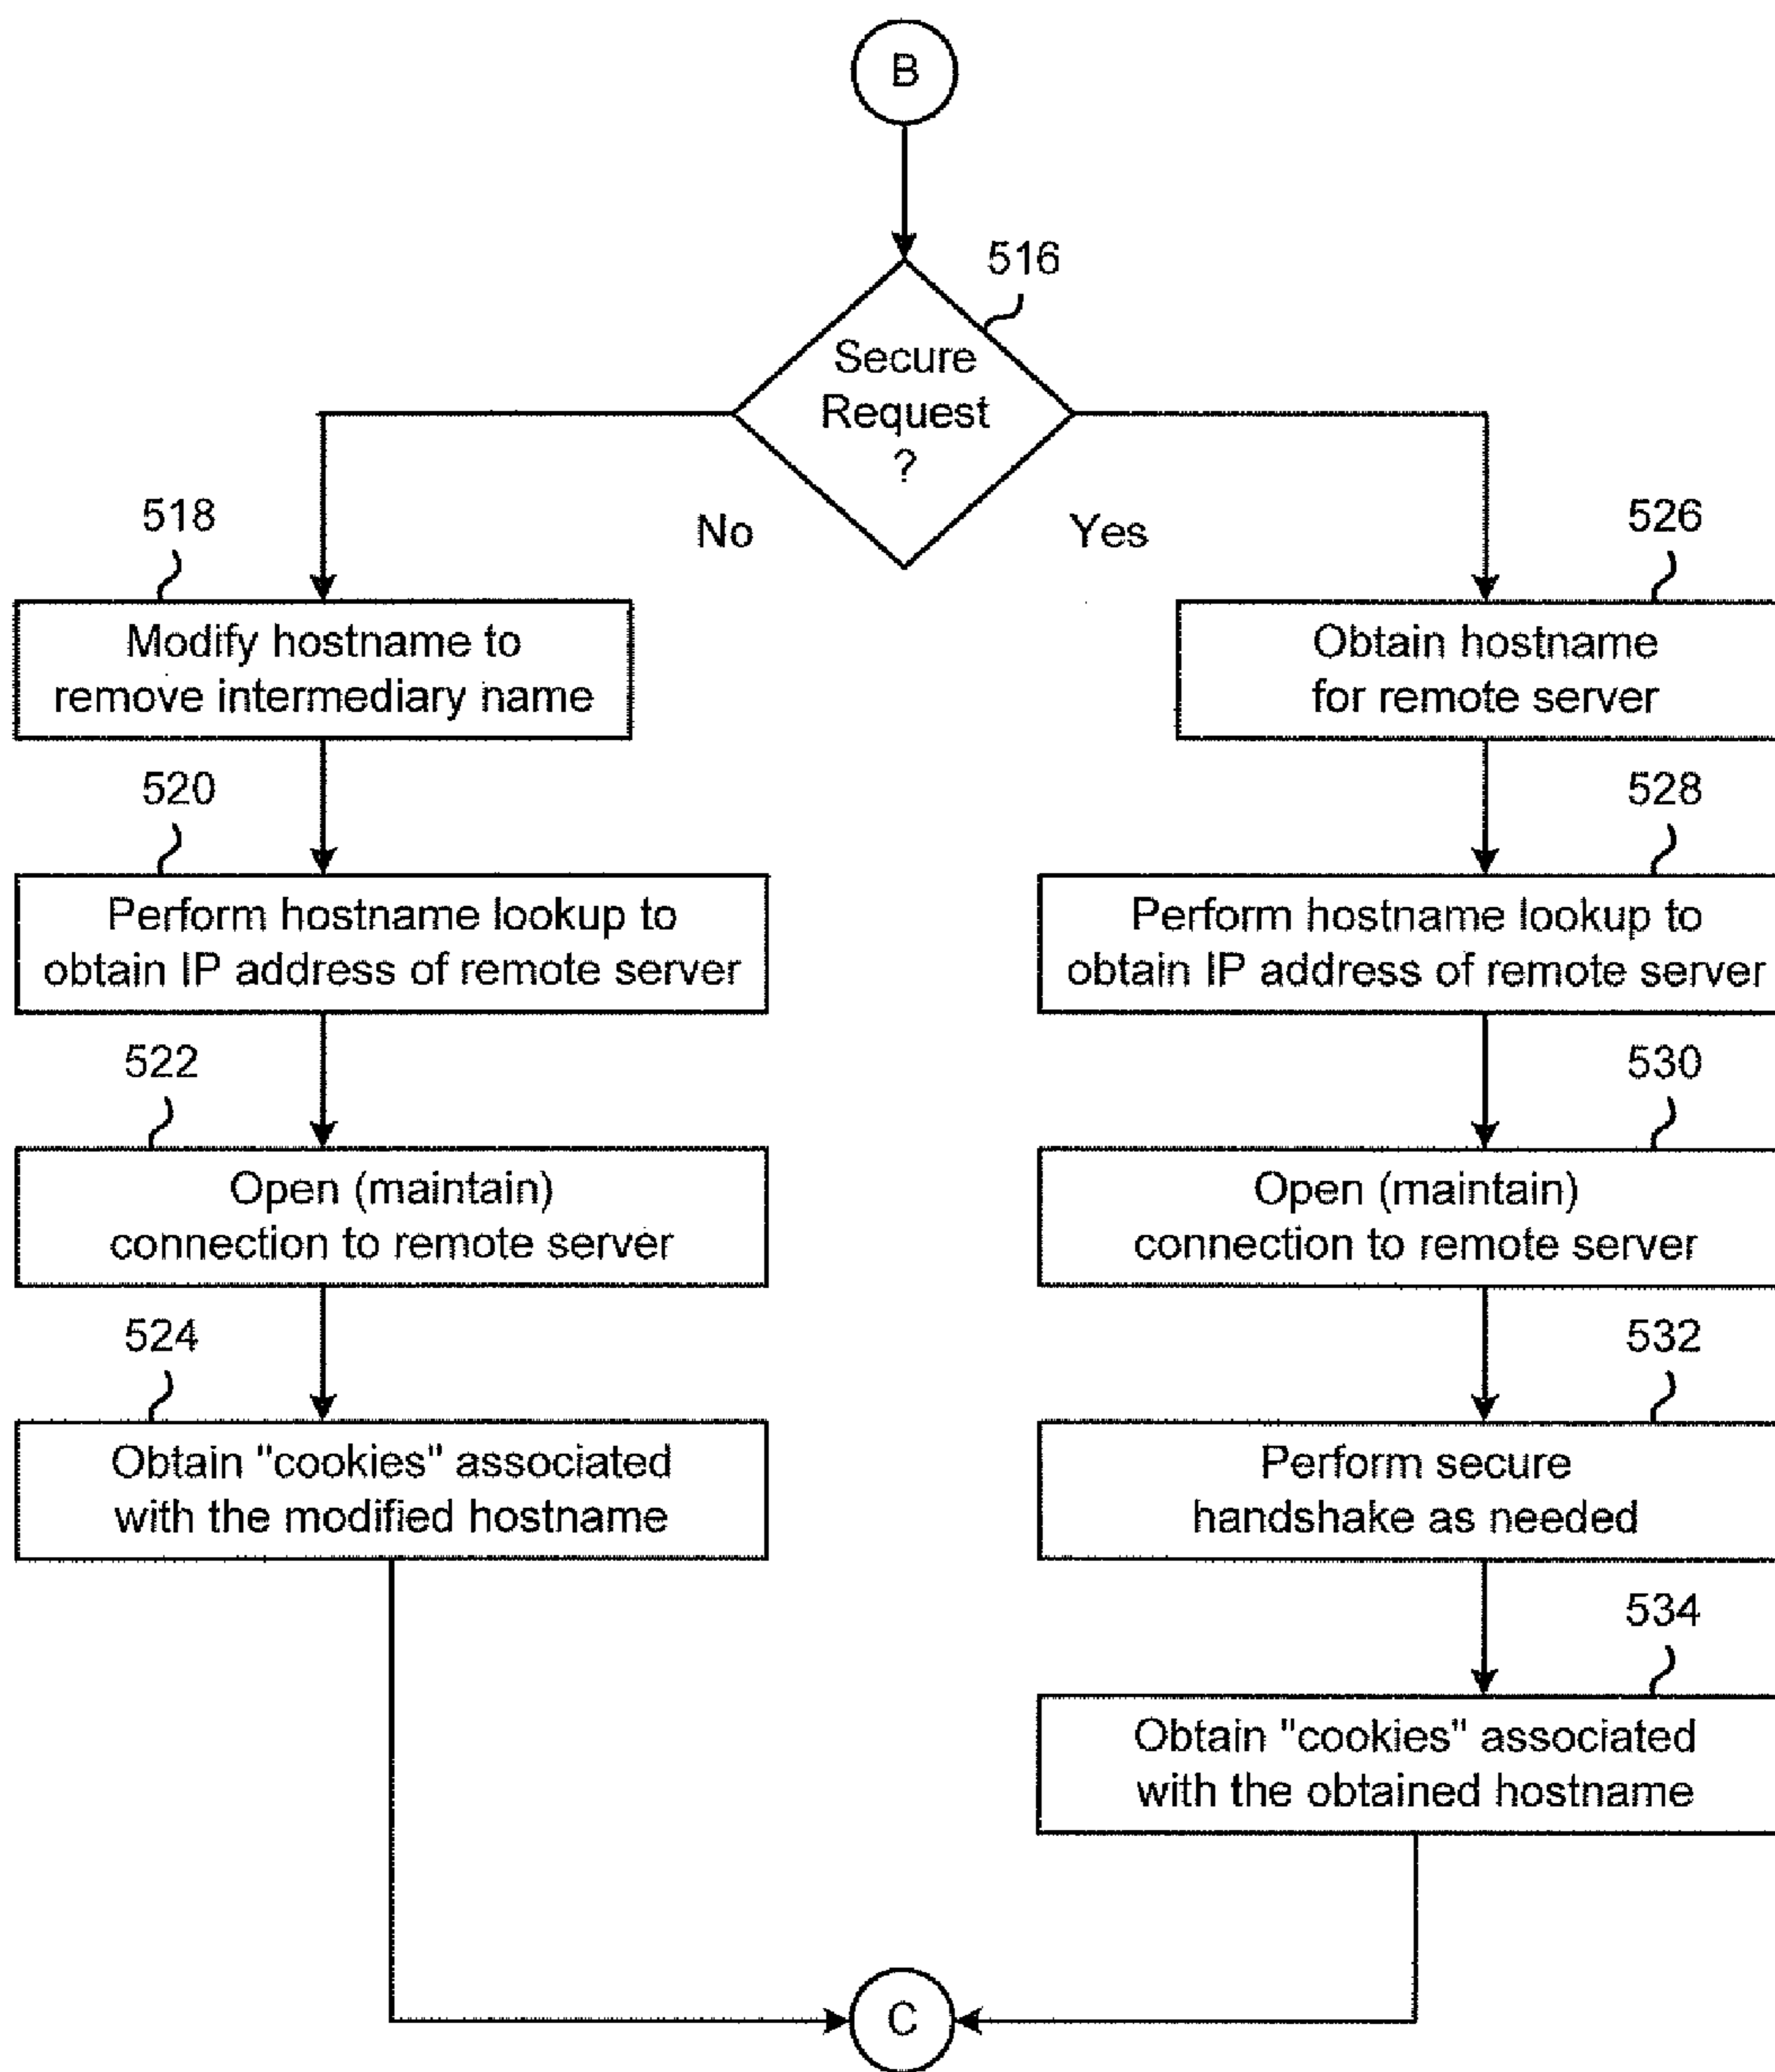 B
516
Secure
Request
?
No
Yes
518
Modify hostname to
remove intermediary name
520
Perform hostname lookup to
obtain IP address of remote server
522
Open (maintain)
connection to remote server
524
Obtain "cookies" associated
with the modified hostname
526
Obtain hostname
for remote server
528
Perform hostname lookup to
obtain IP address of remote server
530
Open (maintain)
connection to remote server
532
Perform secure
handshake as needed
534
Obtain "cookies" associated
with the obtained hostname
C